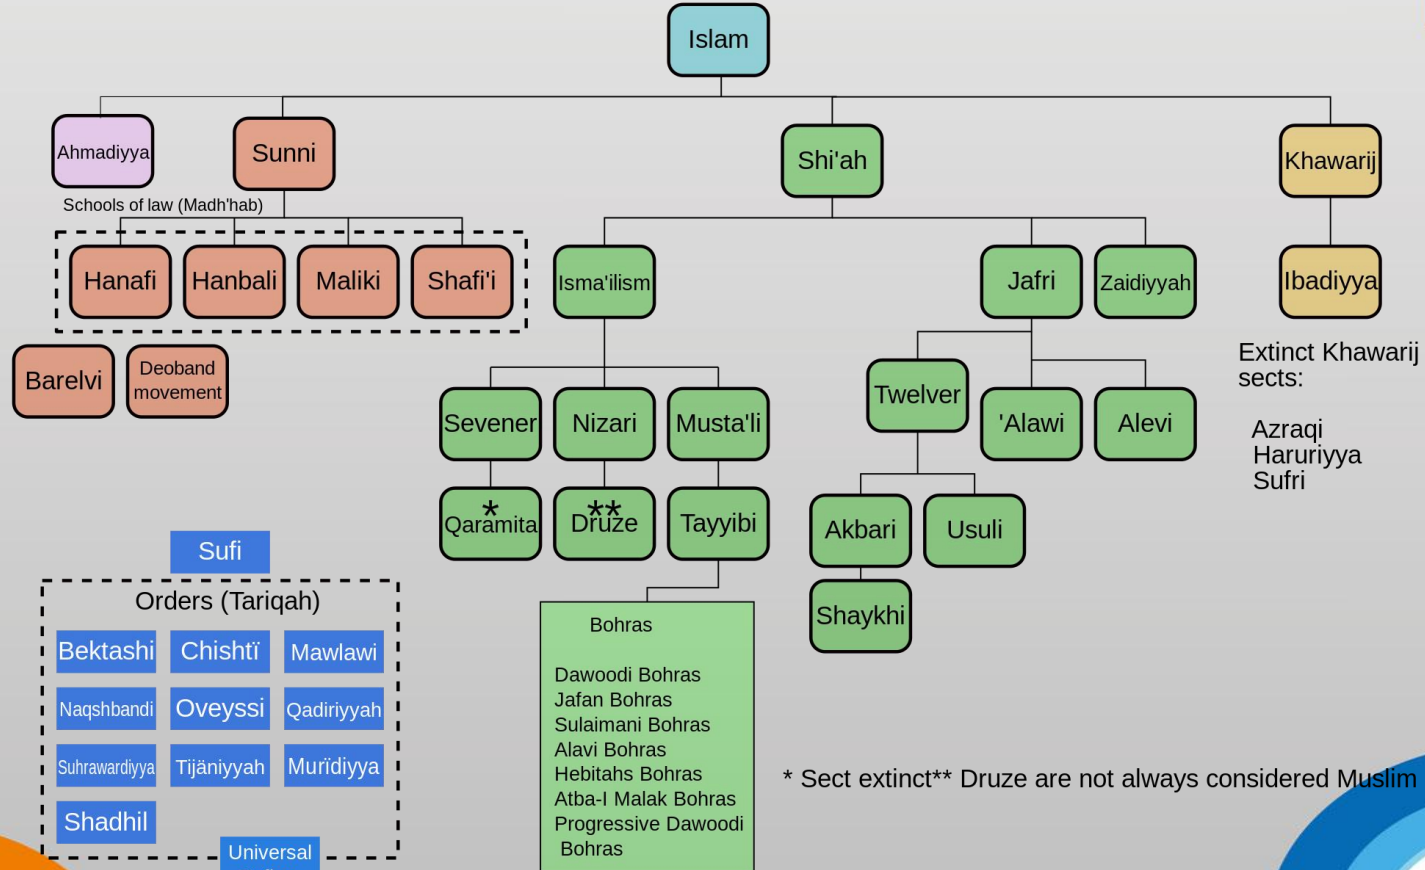 Islam
Ahmadiyya
Sunni
Shi'ah
Khawarij
Schools of law (Madh'hab)
Hanafi
Hanbali
Maliki
Shafi'i
Isma'ilism
Jafri
Zaidiyyah
Ibadiyya
Barelvi
Deoband
movement
Extinct Khawarij
sects:
Azraqi
Haruriyya
Sufri
Sevener
Nizari
Musta'li
Twelver
'Alawi
Alevi
*
Qaramita
**
Druze
Tayyibi
Akbari
Usuli
Shaykhi
Sufi
Orders (Tariqah)
Bektashi
Chishtï
Mawlawi
Naqshbandi
Oveyssi
Qadiriyyah
Suhrawardiyya
Tijäniyyah
Murïdiyya
Shadhil
Universal
Bohras
Dawoodi Bohras
Jafan Bohras
Sulaimani Bohras
Alavi Bohras
Hebitahs Bohras
Atba-I Malak Bohras
Progressive Dawoodi
Bohras
* Sect extinct** Druze are not always considered Muslim